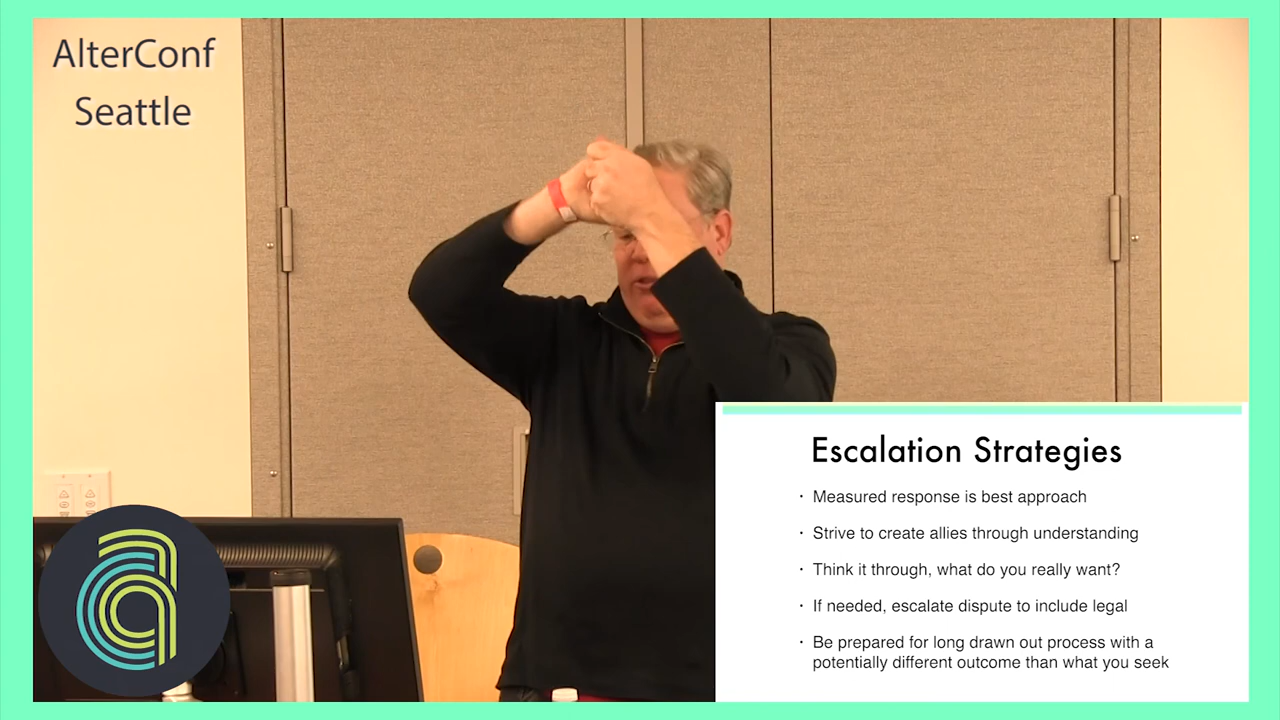 AlterConf
Seattle
Escalation Strategies
· Measured response is best approach
· Strive to create allies through understanding
· Think it through, what do you really want?
· If needed, escalate dispute to include legal
· Be prepared for long drawn out process with a
potentially different outcome than what you seek